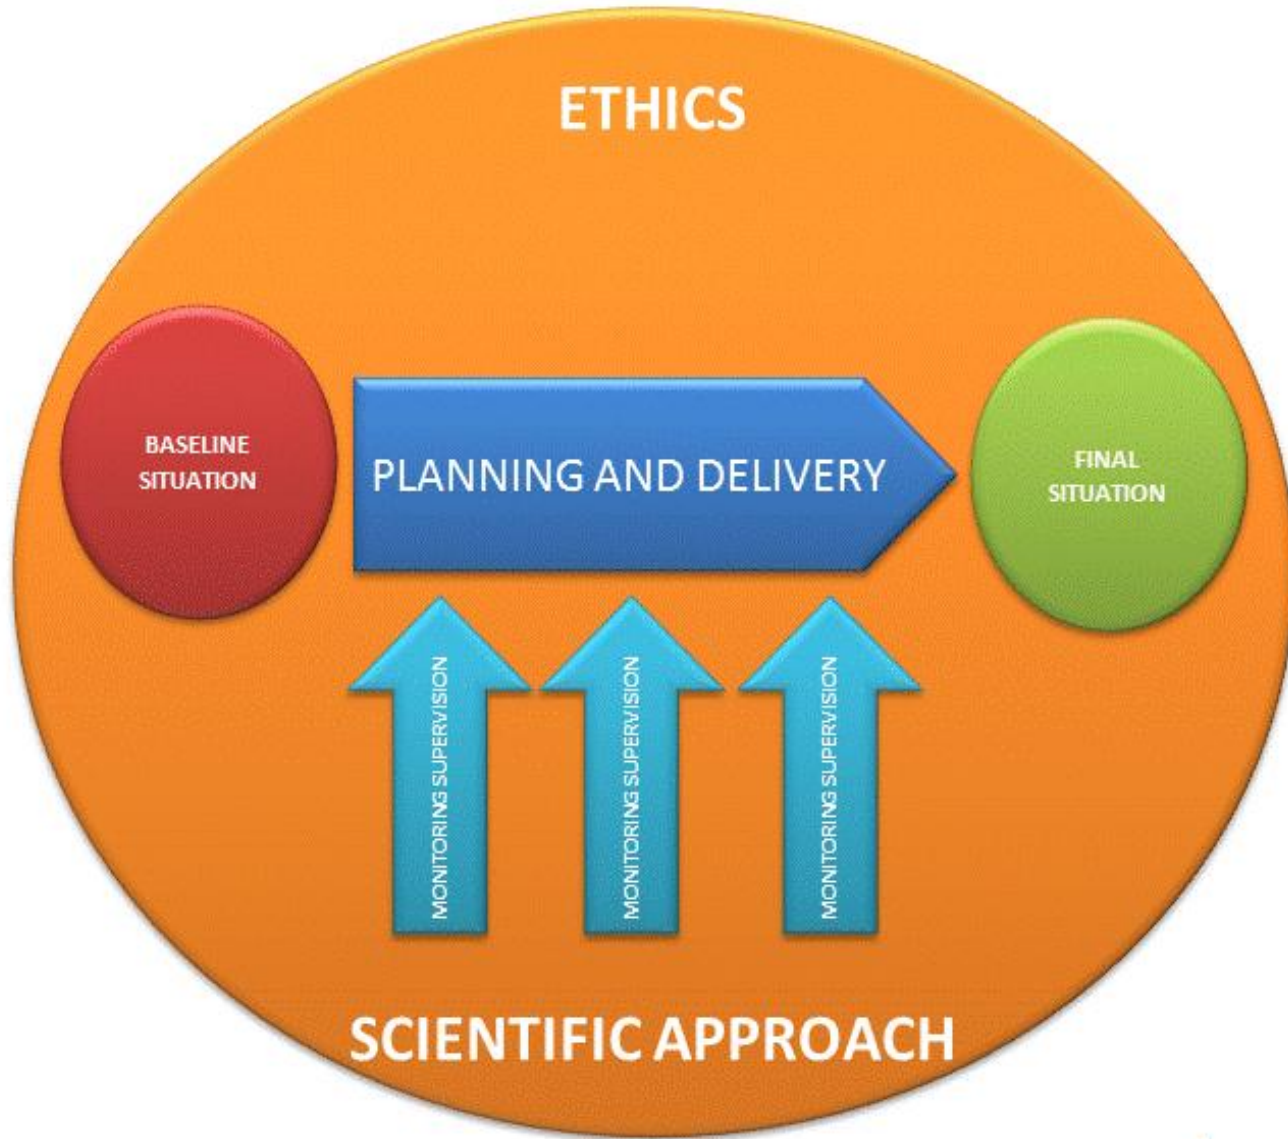 ETHICS
BASELINE
SITUATION
PLANNING AND DELIVERY
FINAL
SITUATION
MONITORING SUPERVISION
MONITORING SUPERVISION
MONITORING SUPERVISION
SCIENTIFIC APPROACH